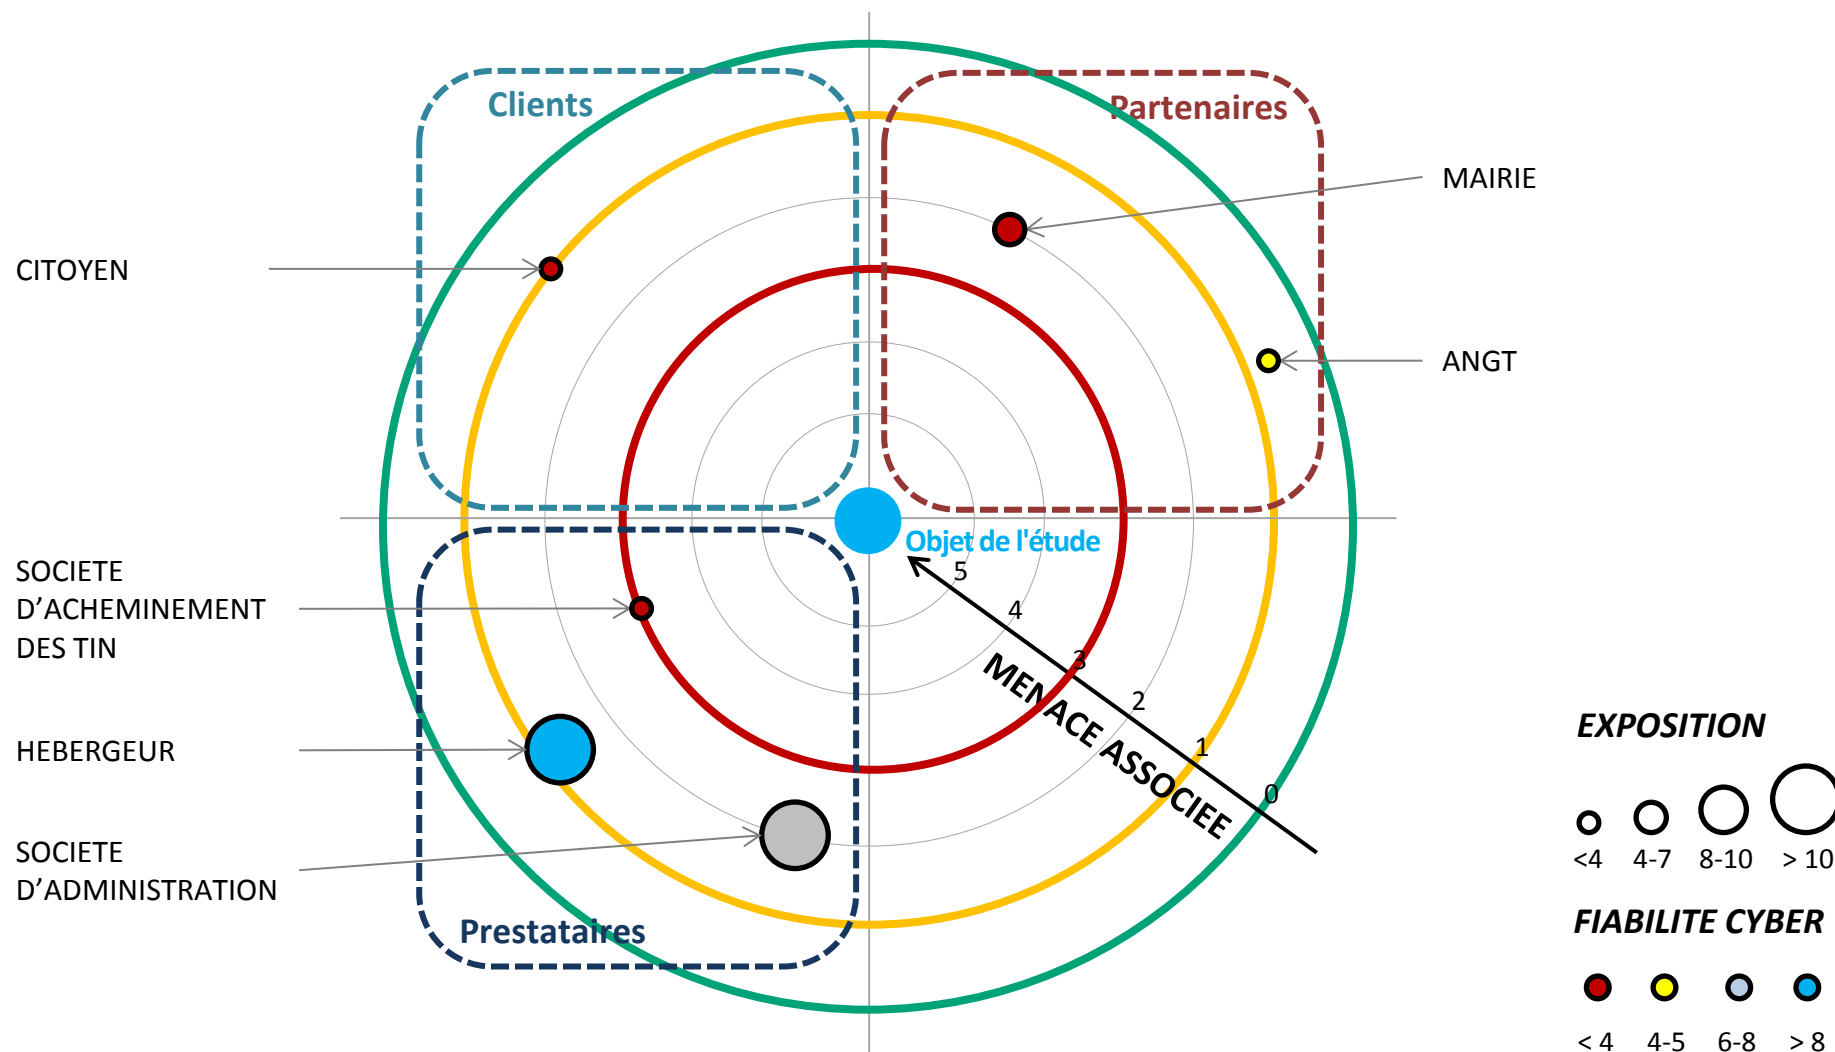 Clients
Partenaires
MAIRIE
CITOYEN
ANGT
Objet de l'étude
SOCIETE
D’ACHEMINEMENT
DES TIN
5
4
3
2
1
0
MENACE ASSOCIEE
HEBERGEUR
SOCIETE
D’ADMINISTRATION
Prestataires
EXPOSITION
<4 4-7 8-10 > 10
FIABILITE CYBER
< 4 4-5 6-8 > 8